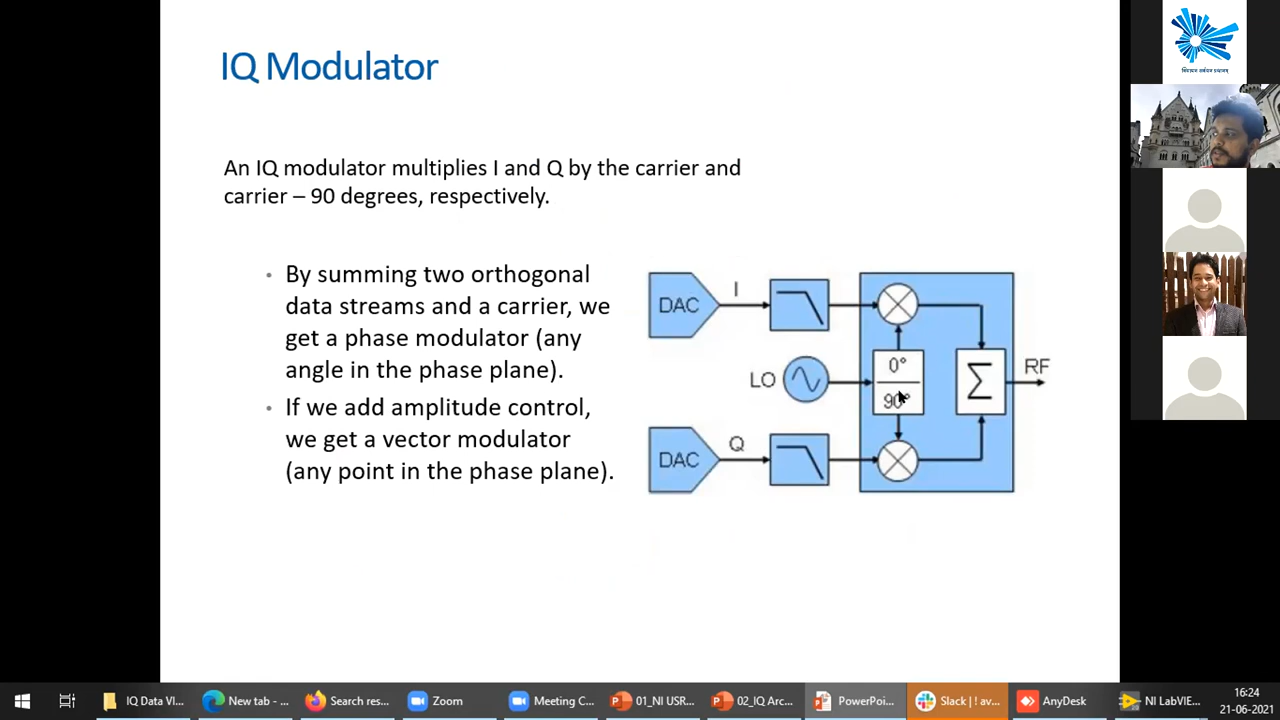 IQ Modulator
An IQ modulator multiplies I and Q by the carrier and
carrier – 90 degrees, respectively.
• By summing two orthogonal
data streams and a carrier, we
get a phase modulator (any
angle in the phase plane).
• If we add amplitude control,
we get a vector modulator
(any point in the phase plane).
DAC
I
LO
0°
90°
Σ
RF
DAC
Q
IQ Data VI...
New tab -
Search res...
Zoom
Meeting C...
01_NI USR...
02_IQ Arc...
PowerPoi...
Slack | ! av...
AnyDesk
NI LabVIE...
16:24
21-06-2021